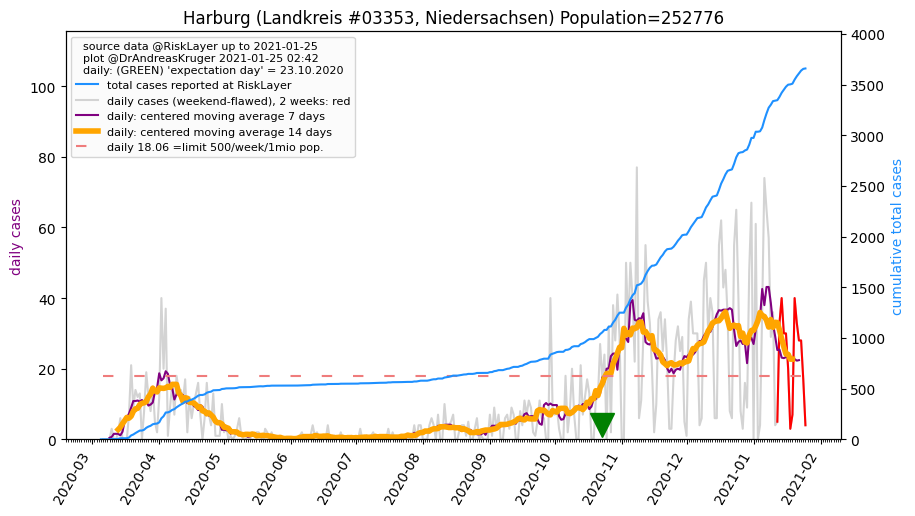 Harburg (Landkreis #03353, Niedersachsen) Population=252776
source data @RiskLayer up to 2021-01-25
plot @DrAndreasKruger 2021-01-25 02:42
daily: (GREEN) 'expectation day' = 23.10.2020
total cases reported at RiskLayer
daily cases (weekend-flawed), 2 weeks: red
daily: centered moving average 7 days
daily: centered moving average 14 days
daily 18.06 =limit 500/week/1mio pop.
daily cases
100
80
60
40
20
0
cumulative total cases
4000
3500
3000
2500
2000
1500
1000
500
0
2020-03
2020-04
2020-05
2020-06
2020-07
2020-08
2020-09
2020-10
2020-11
2020-12
2021-01
2021-02